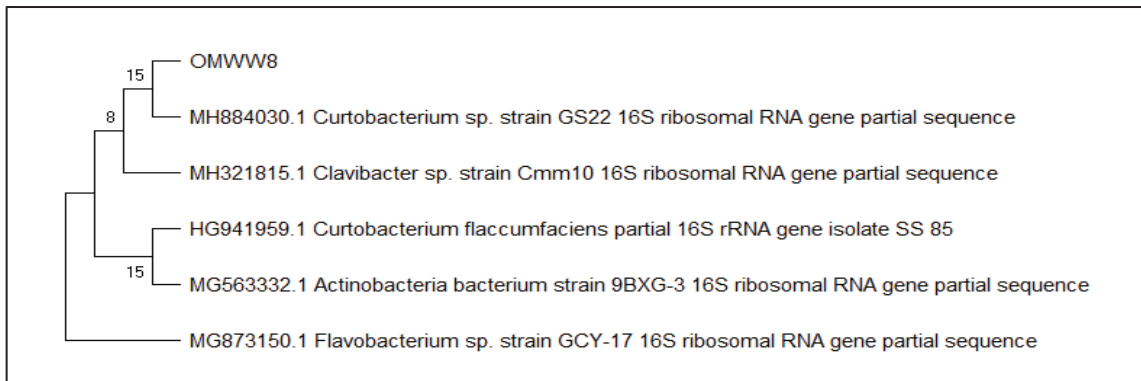 OMWW8
15
MH884030.1 Curtobacterium sp. strain GS22 16S ribosomal RNA gene partial sequence
8
MH321815.1 Clavibacter sp. strain Cmm10 16S ribosomal RNA gene partial sequence
HG941959.1 Curtobacterium flaccumfaciens partial 16S rRNA gene isolate SS 85
15
MG563332.1 Actinobacteria bacterium strain 9BXG-3 16S ribosomal RNA gene partial sequence
MG873150.1 Flavobacterium sp. strain GCY-17 16S ribosomal RNA gene partial sequence